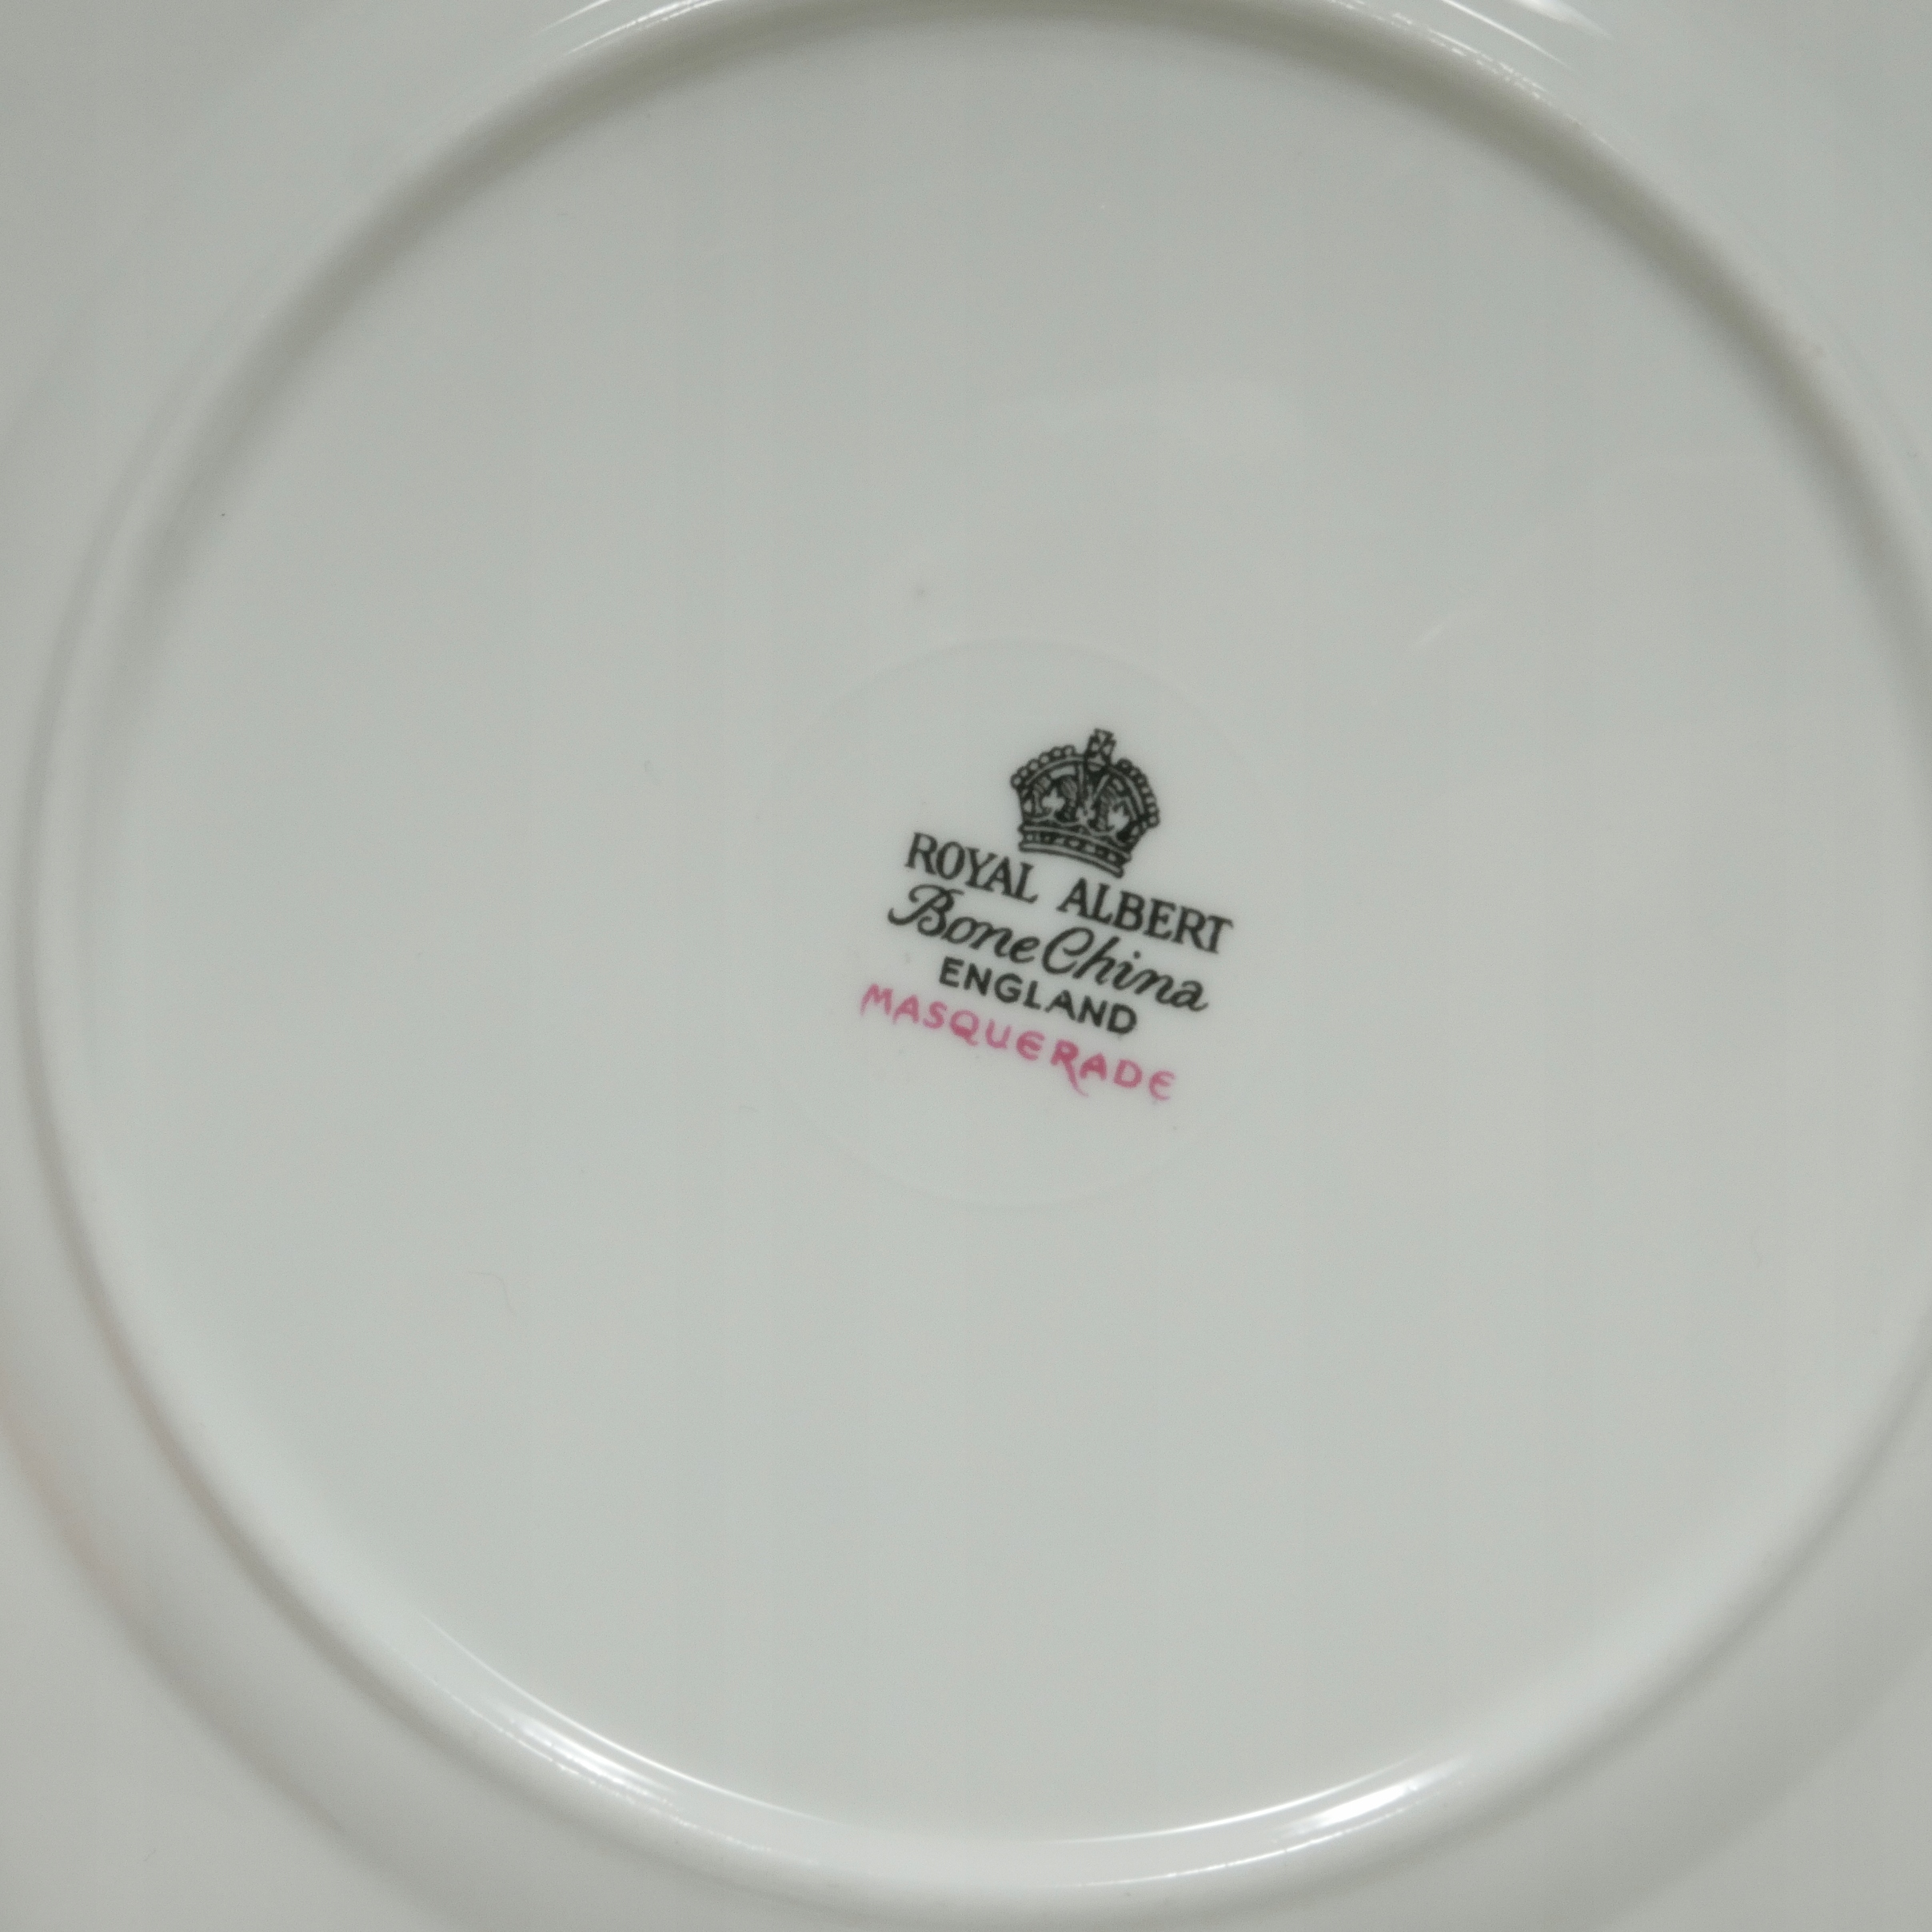 ROYAL ALBERT
Bone China
ENGLAND
MASQUERADE